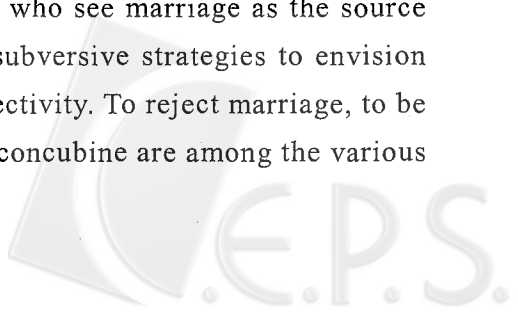 who see marriage as the source
subversive strategies to envision
ectivity. To reject marriage, to be
concubine are among the various
C.E.P.S.